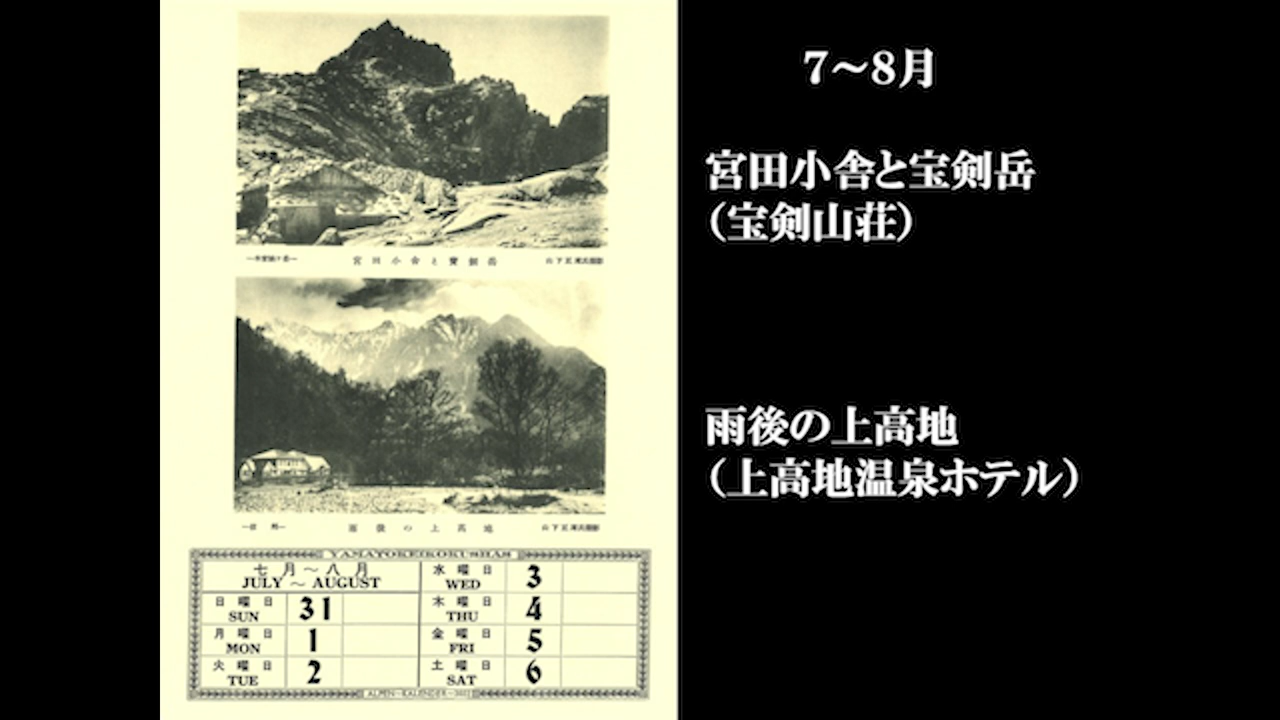 7～8月
宮田小舎と宝剣岳
（宝剣山荘）
雨後の上高地
（上高地温泉ホテル）
宮田小舎と寶劍岳
雨後の上高地
YAMATOKEIKOKUSHAS
七月～八月
JULY ～ AUGUST
日曜日
SUN
31
月曜日
MON
1
火曜日
TUE
2
水曜日
WED
3
木曜日
THU
4
金曜日
FRI
5
土曜日
SAT
6